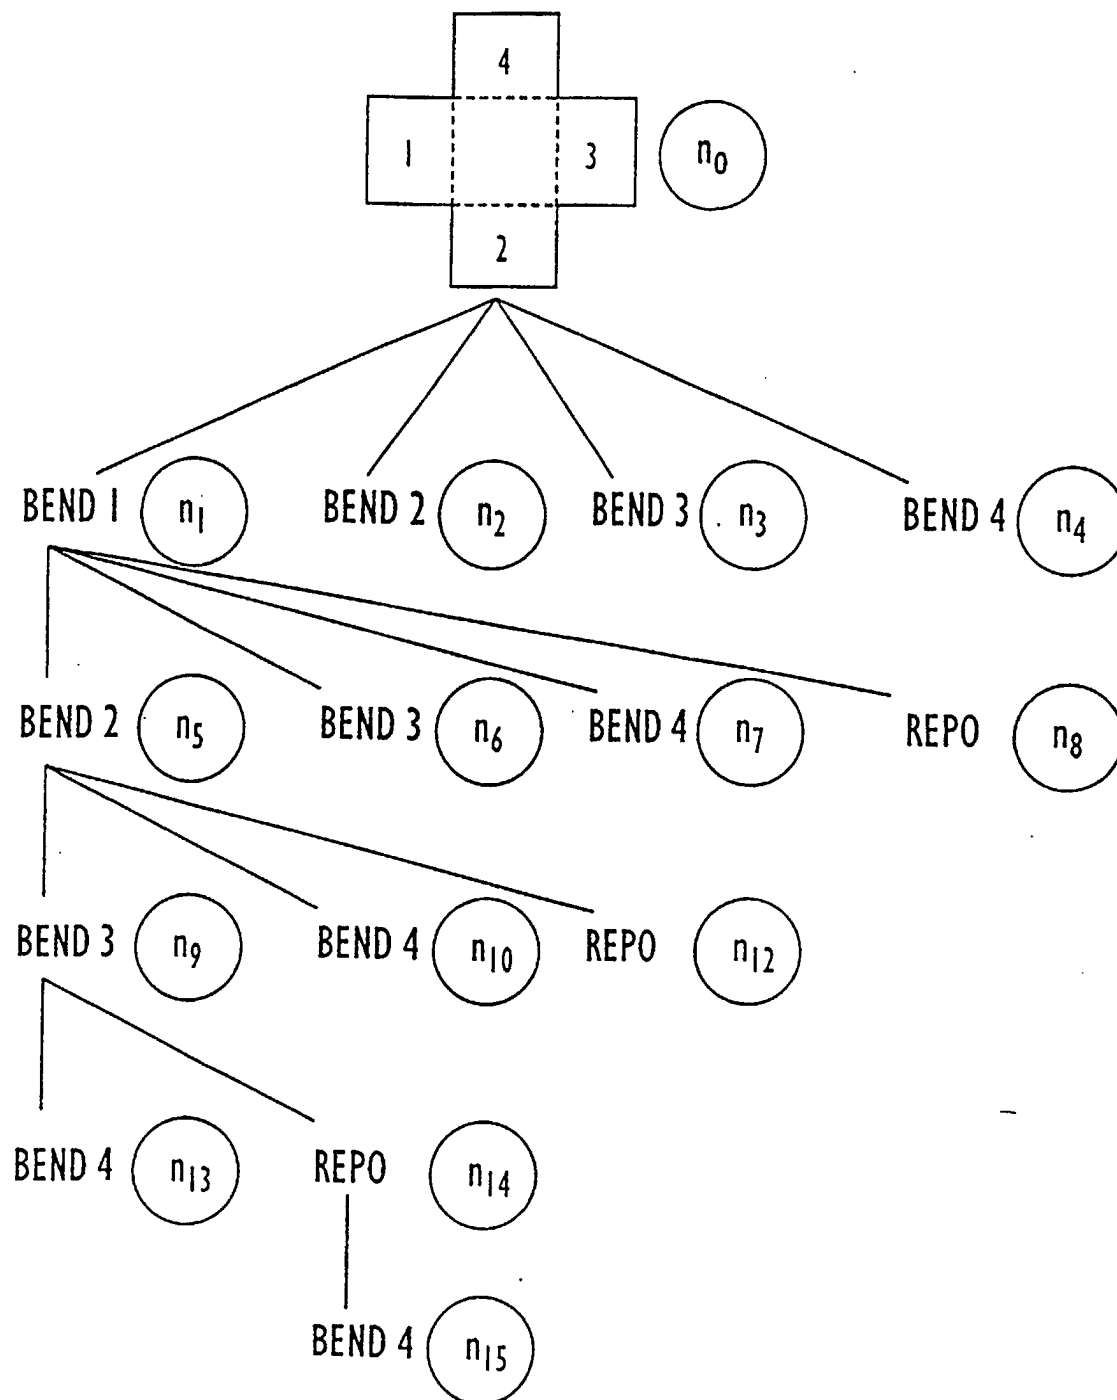 4
1 3 n0
2
BEND 1 n1 BEND 2 n2 BEND 3 n3 BEND 4 n4
BEND 2 n5 BEND 3 n6 BEND 4 n7 REPO n8
BEND 3 n9 BEND 4 n10 REPO n12
BEND 4 n13 REPO n14
BEND 4 n15